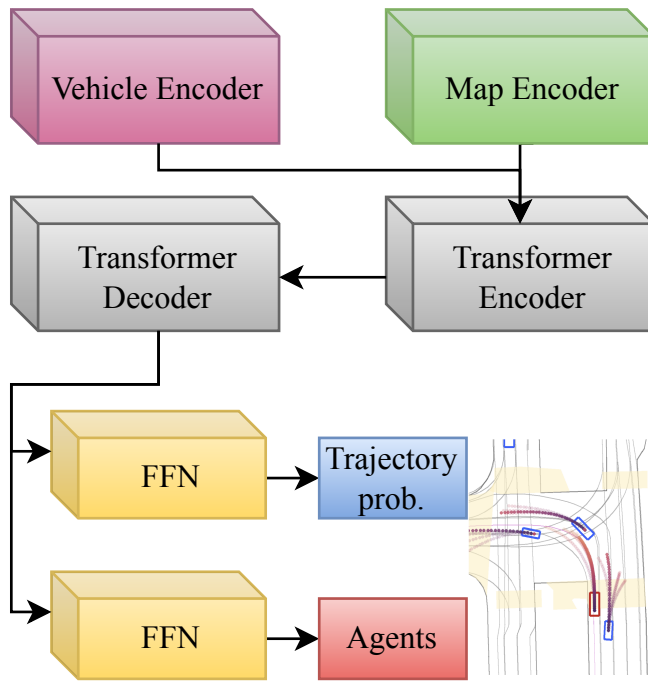 Vehicle Encoder
Map Encoder
Transformer
Decoder
Transformer
Encoder
FFN
Trajectory
prob.
FFN
Agents